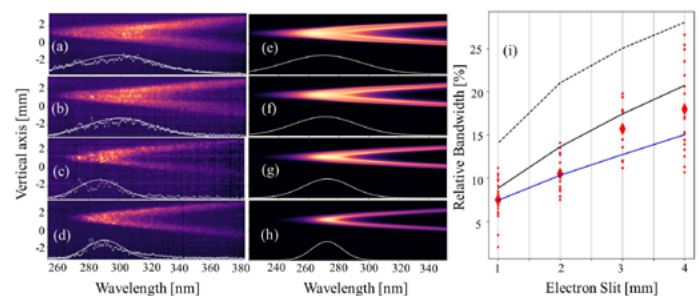 Vertical axis [mm]
2
0
-2
(a)
2
0
-2
(b)
2
0
-2
(c)
2
0
-2
(d)
260 280 300 320 340 360 380
Wavelength [nm]
(e)
(f)
(g)
(h)
260 280 300 320 340
Wavelength [nm]
(i)
Relative Bandwidth [%]
25
20
15
10
5
1 2 3 4
Electron Slit [mm]